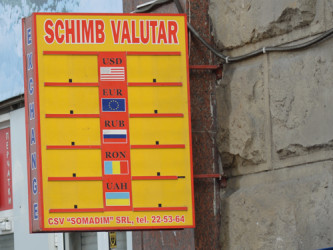 SCHIMB VALUTAR
EXCHANGE
USD
EUR
RUB
RON
UAH
CSV "SOMADIM" SRL, tel. 22-53-64